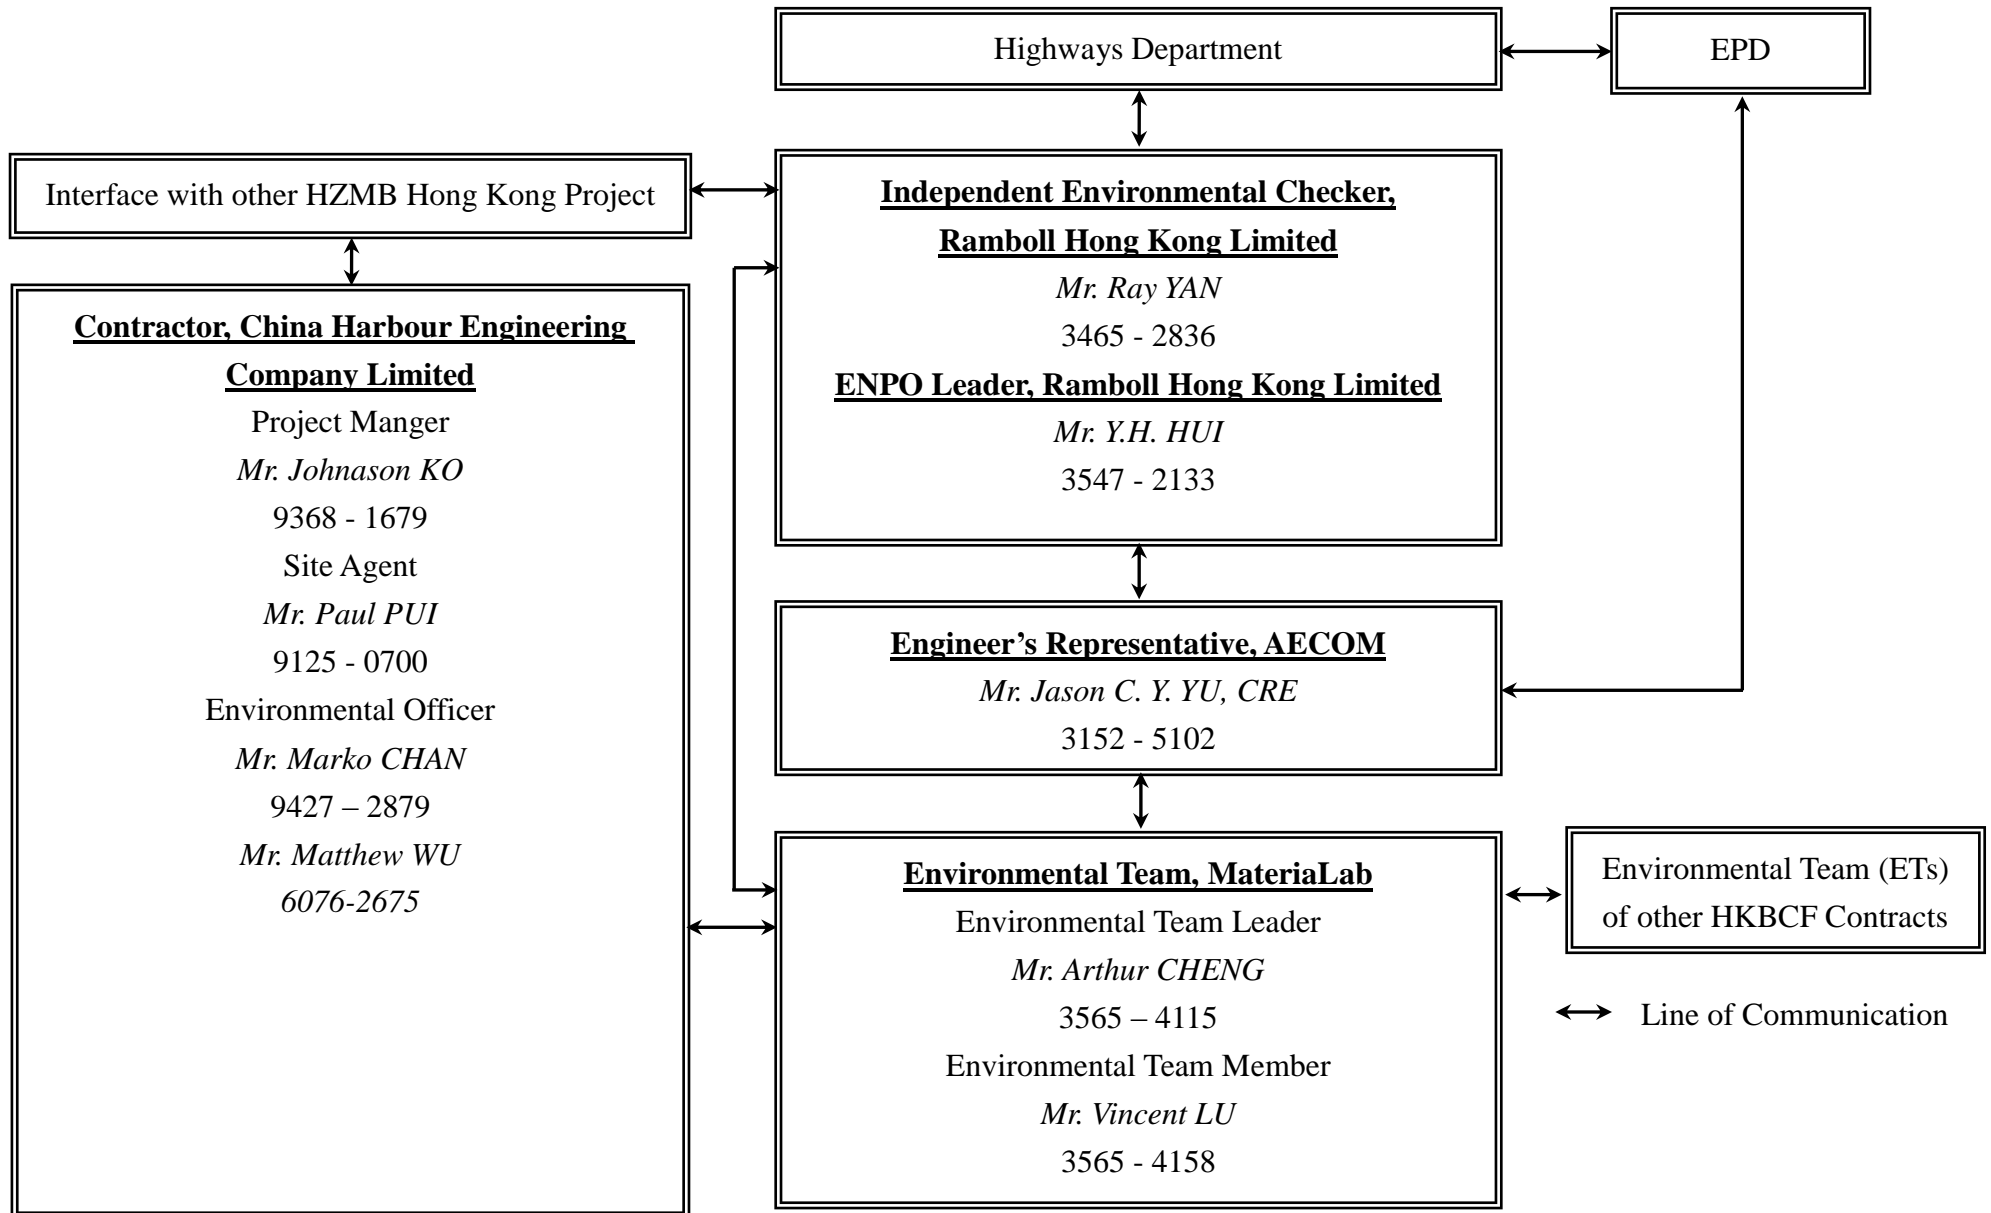 Highways Department
EPD
Interface with other HZMB Hong Kong Project
Independent Environmental Checker,
Ramboll Hong Kong Limited
Mr. Ray YAN
3465 - 2836
ENPO Leader, Ramboll Hong Kong Limited
Mr. Y.H. HUI
3547 - 2133
Contractor, China Harbour Engineering
Company Limited
Project Manger
Mr. Johnason KO
9368 - 1679
Site Agent
Mr. Paul PUI
9125 - 0700
Environmental Officer
Mr. Marko CHAN
9427 – 2879
Mr. Matthew WU
6076-2675
Engineer’s Representative, AECOM
Mr. Jason C. Y. YU, CRE
3152 - 5102
Environmental Team, MateriaLab
Environmental Team Leader
Mr. Arthur CHENG
3565 – 4115
Environmental Team Member
Mr. Vincent LU
3565 - 4158
Environmental Team (ETs)
of other HKBCF Contracts
Line of Communication